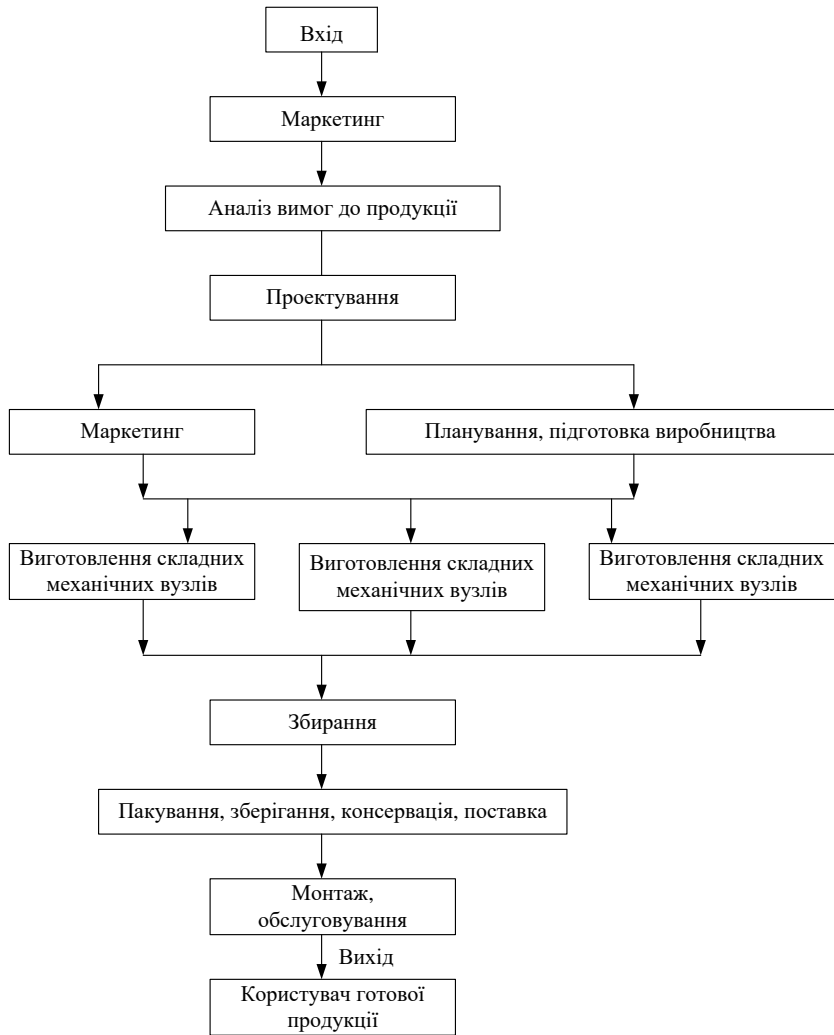 Вхід
Маркетинг
Аналіз вимог до продукції
Проектування
Маркетинг
Планування, підготовка виробництва
Виготовлення складних
механічних вузлів
Виготовлення складних
механічних вузлів
Виготовлення складних
механічних вузлів
Збирання
Пакування, зберігання, консервація, поставка
Монтаж,
обслуговування
Вихід
Користувач готової
продукції